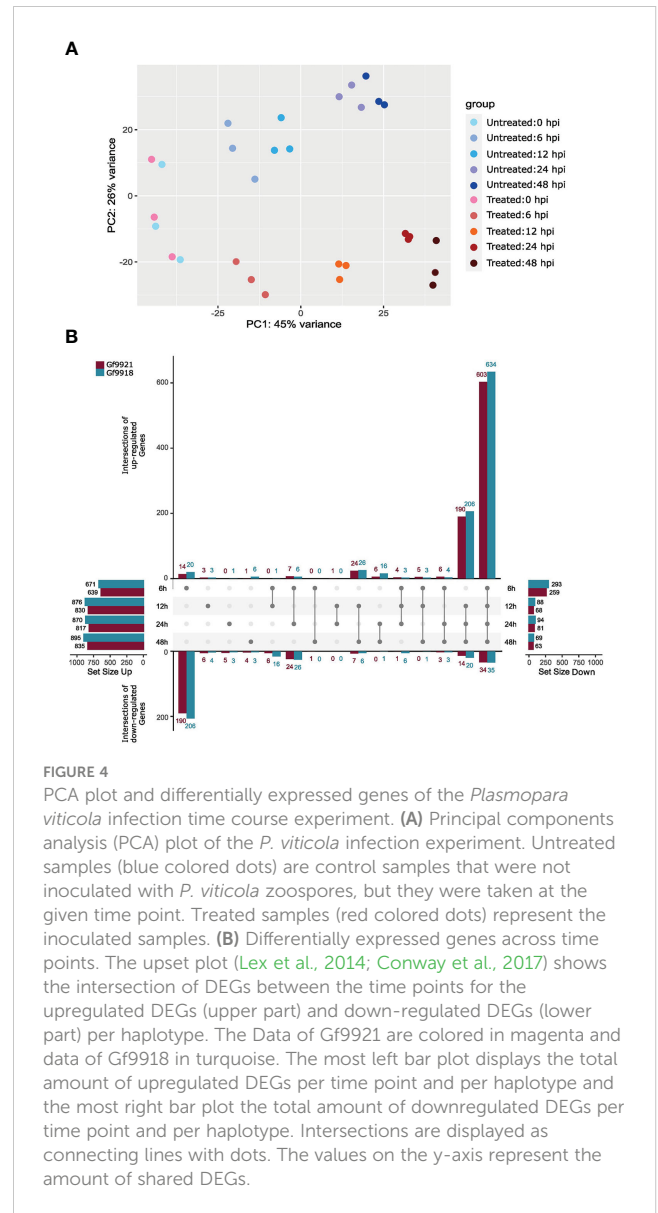 A
group
Untreated:0 hpi
Untreated:6 hpi
Untreated:12 hpi
Untreated:24 hpi
Untreated:48 hpi
Treated:0 hpi
Treated:6 hpi
Treated:12 hpi
Treated:24 hpi
Treated:48 hpi
PC2: 26% variance
20
0
-20
-25 0 25
PC1: 45% variance
B
Gf9921
Gf9918
Intersections of
up-regulated
Genes
600
400
200
0
14 20 3 3 0 1 1 6 0 1 7 6 0 0 1 0 24 26 6 16 4 3 5 3 6 4 190 206 603 634
671
639
876
830
870
817
895
835
6h
12h
24h
48h
6h
12h
24h
48h
293
259
88
68
94
81
69
63
1000 500 0
Set Size Up
0 500 1000
Set Size Down
Intersections of
down-regulated
Genes
0
200
190 206 6 4 5 3 4 3 6 16 24 26 1 0 0 0 7 6 0 1 6 6 1 0 3 3 14 20 34 35
FIGURE 4
PCA plot and differentially expressed genes of the Plasmopara
viticola infection time course experiment. (A) Principal components
analysis (PCA) plot of the P. viticola infection experiment. Untreated
samples (blue colored dots) are control samples that were not
inoculated with P. viticola zoospores, but they were taken at the
given time point. Treated samples (red colored dots) represent the
inoculated samples. (B) Differentially expressed genes across time
points. The upset plot (Lex et al., 2014; Conway et al., 2017) shows
the intersection of DEGs between the time points for the
upregulated DEGs (upper part) and down-regulated DEGs (lower
part) per haplotype. The Data of Gf9921 are colored in magenta and
data of Gf9918 in turquoise. The most left bar plot displays the total
amount of upregulated DEGs per time point and per haplotype and
the most right bar plot the total amount of downregulated DEGs per
time point and per haplotype. Intersections are displayed as
connecting lines with dots. The values on the y-axis represent the
amount of shared DEGs.